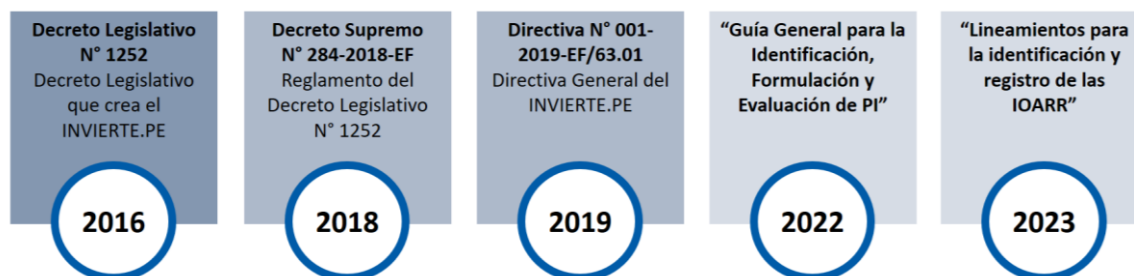 Decreto Legislativo
N° 1252
Decreto Legislativo
que crea el
INVIERTE.PE
2016
Decreto Supremo
N° 284-2018-EF
Reglamento del
Decreto Legislativo
N° 1252
2018
Directiva N° 001-
2019-EF/63.01
Directiva General del
INVIERTE.PE
2019
“Guía General para la
Identificación,
Formulación y
Evaluación de PI”
2022
“Lineamientos para
la identificación y
registro de las
IOARR”
2023